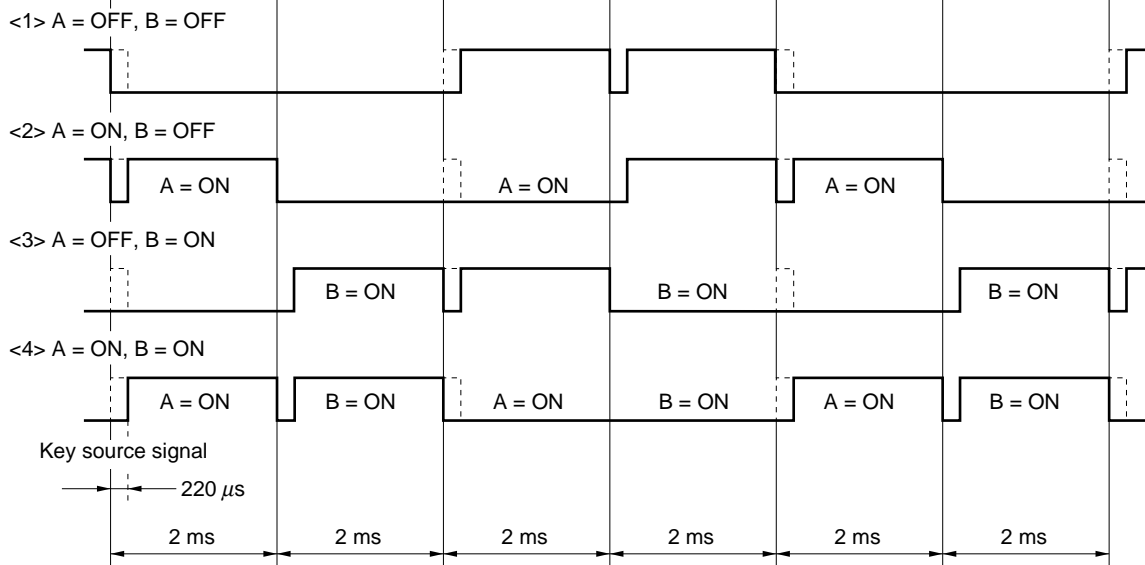 <1> A = OFF, B = OFF
<2> A = ON, B = OFF
A = ON A = ON A = ON
<3> A = OFF, B = ON
B = ON B = ON B = ON
<4> A = ON, B = ON
A = ON B = ON A = ON B = ON A = ON B = ON
Key source signal
220 μs
2 ms 2 ms 2 ms 2 ms 2 ms 2 ms